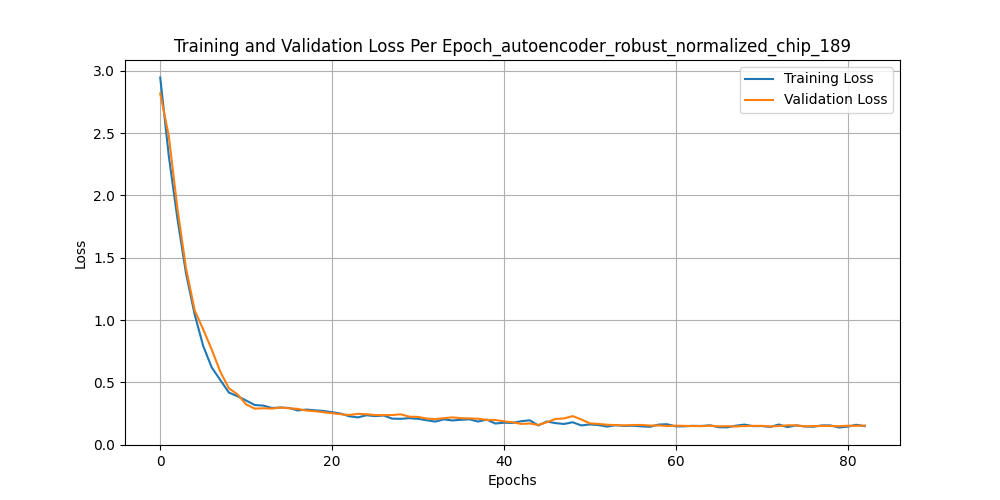 Training and Validation Loss Per Epoch_autoencoder_robust_normalized_chip_189
Training Loss
Validation Loss
Loss
3.0
2.5
2.0
1.5
1.0
0.5
0.0
0
20
40
60
80
Epochs